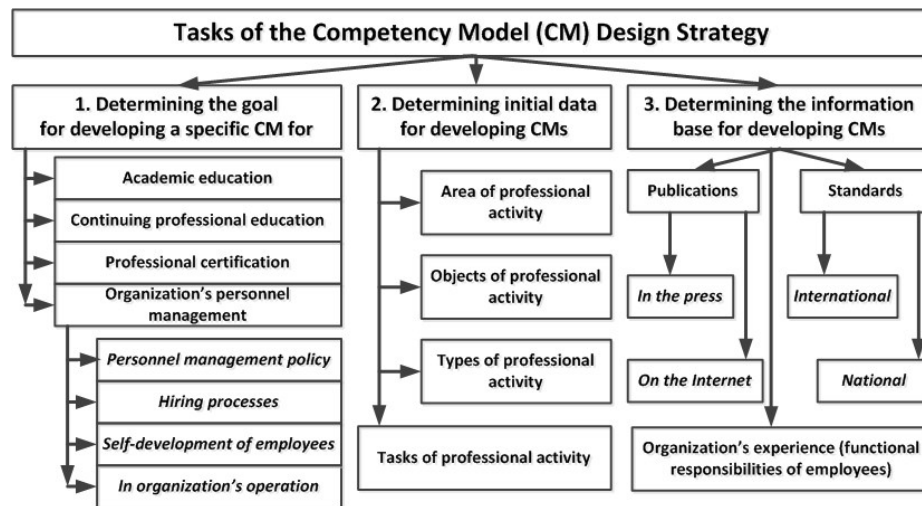 Tasks of the Competency Model (CM) Design Strategy
1. Determining the goal
for developing a specific CM for
Academic education
Continuing professional education
Professional certification
Organization's personnel
management
Personnel management policy
Hiring processes
Self-development of employees
In organization's operation
2. Determining initial data
for developing CMs
Area of professional
activity
Objects of professional
activity
Types of professional
activity
Tasks of professional activity
3. Determining the information
base for developing CMs
Publications
Standards
In the press
International
On the Internet
National
Organization's experience (functional
responsibilities of employees)